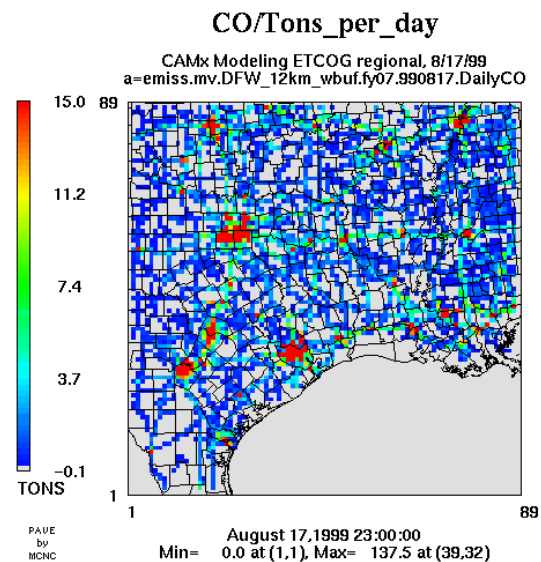 CO/Tons_per_day
CAMx Modeling ETCOG regional, 8/17/99
a=emiss.mv.DFW_12km_wbuf.fy07.990817.DailyCO
15.0
11.2
7.4
3.7
-0.1
TONS
89
1
1
89
PAVE
by
MCNC
August 17,1999 23:00:00
Min= 0.0 at (1,1), Max= 137.5 at (39,32)